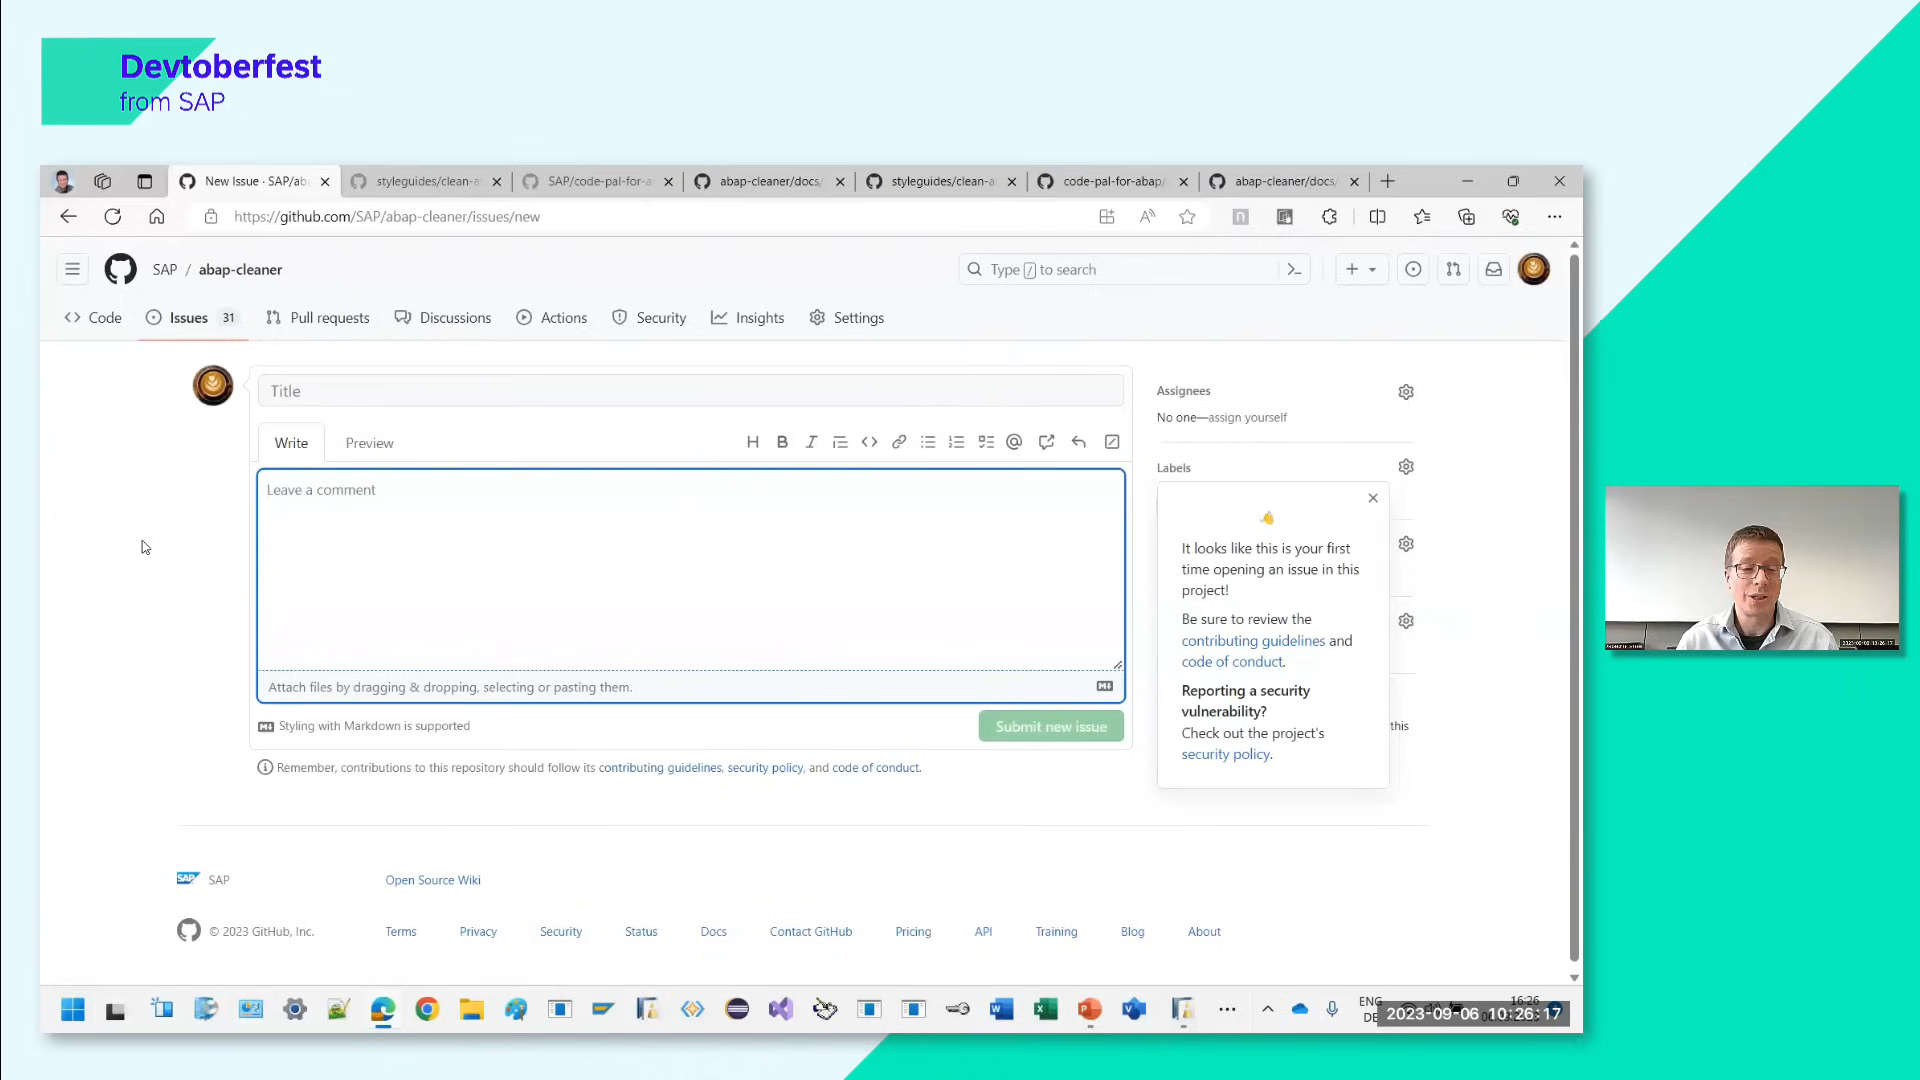 Devtoberfest
from SAP
New Issue · SAP/aba
styleguides/clean-a
SAP/code-pal-for-a
abap-cleaner/docs/
styleguides/clean-a
code-pal-for-abap/
abap-cleaner/docs/
https://github.com/SAP/abap-cleaner/issues/new
SAP / abap-cleaner
Type / to search
Code
Issues 31
Pull requests
Discussions
Actions
Security
Insights
Settings
Title
Write
Preview
Leave a comment
Attach files by dragging & dropping, selecting or pasting them.
Styling with Markdown is supported
Submit new issue
Remember, contributions to this repository should follow its contributing guidelines, security policy, and code of conduct.
Assignees
No one—assign yourself
Labels
It looks like this is your first
time opening an issue in this
project!
Be sure to review the
contributing guidelines and
code of conduct.
Reporting a security
vulnerability?
Check out the project's
security policy.
this
SAP SAP
Open Source Wiki
© 2023 GitHub, Inc.
Terms
Privacy
Security
Status
Docs
Contact GitHub
Pricing
API
Training
Blog
About
ENG
DE
16:26
2023-09-06 10:26:17